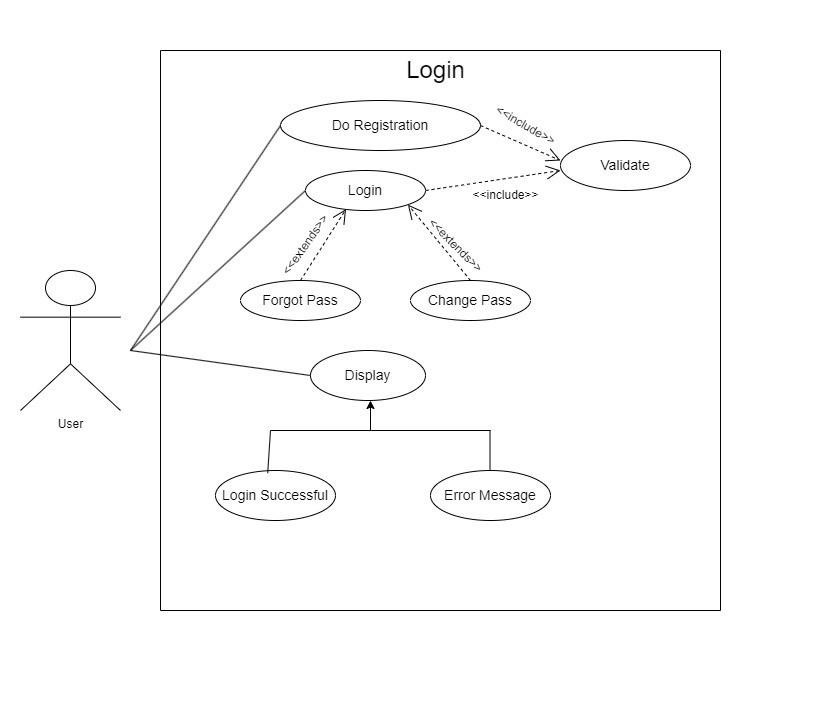 Login
Do Registration
<<include>>
Validate
Login
<<include>>
<<extends>>
<<extends>>
Forgot Pass
Change Pass
Display
User
Login Successful
Error Message